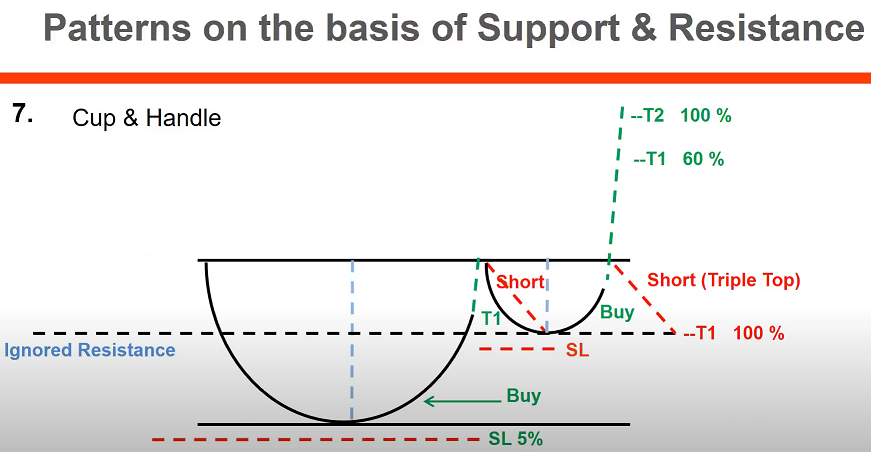 Patterns on the basis of Support & Resistance
7. Cup & Handle
--T2 100 %
--T1 60 %
Short
Short (Triple Top)
T1
Buy
--T1 100 %
Ignored Resistance
SL
Buy
SL 5%